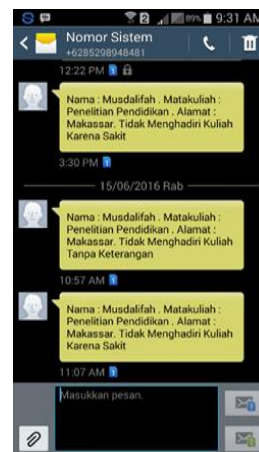 9:31 AM
89%
Nomor Sistem
+6285298948481
12:22 PM
Nama : Musdalifah . Matakuliah :
Penelitian Pendidikan . Alamat :
Makassar. Tidak Menghadiri Kuliah
Karena Sakit
3:30 PM
15/06/2016 Rab
Nama : Musdalifah . Matakuliah :
Penelitian Pendidikan . Alamat :
Makassar. Tidak Menghadiri Kuliah
Tanpa Keterangan
10:57 AM
Nama : Musdalifah . Matakuliah :
Penelitian Pendidikan . Alamat :
Makassar. Tidak Menghadiri Kuliah
Karena Sakit
11:07 AM
Masukkan pesan.